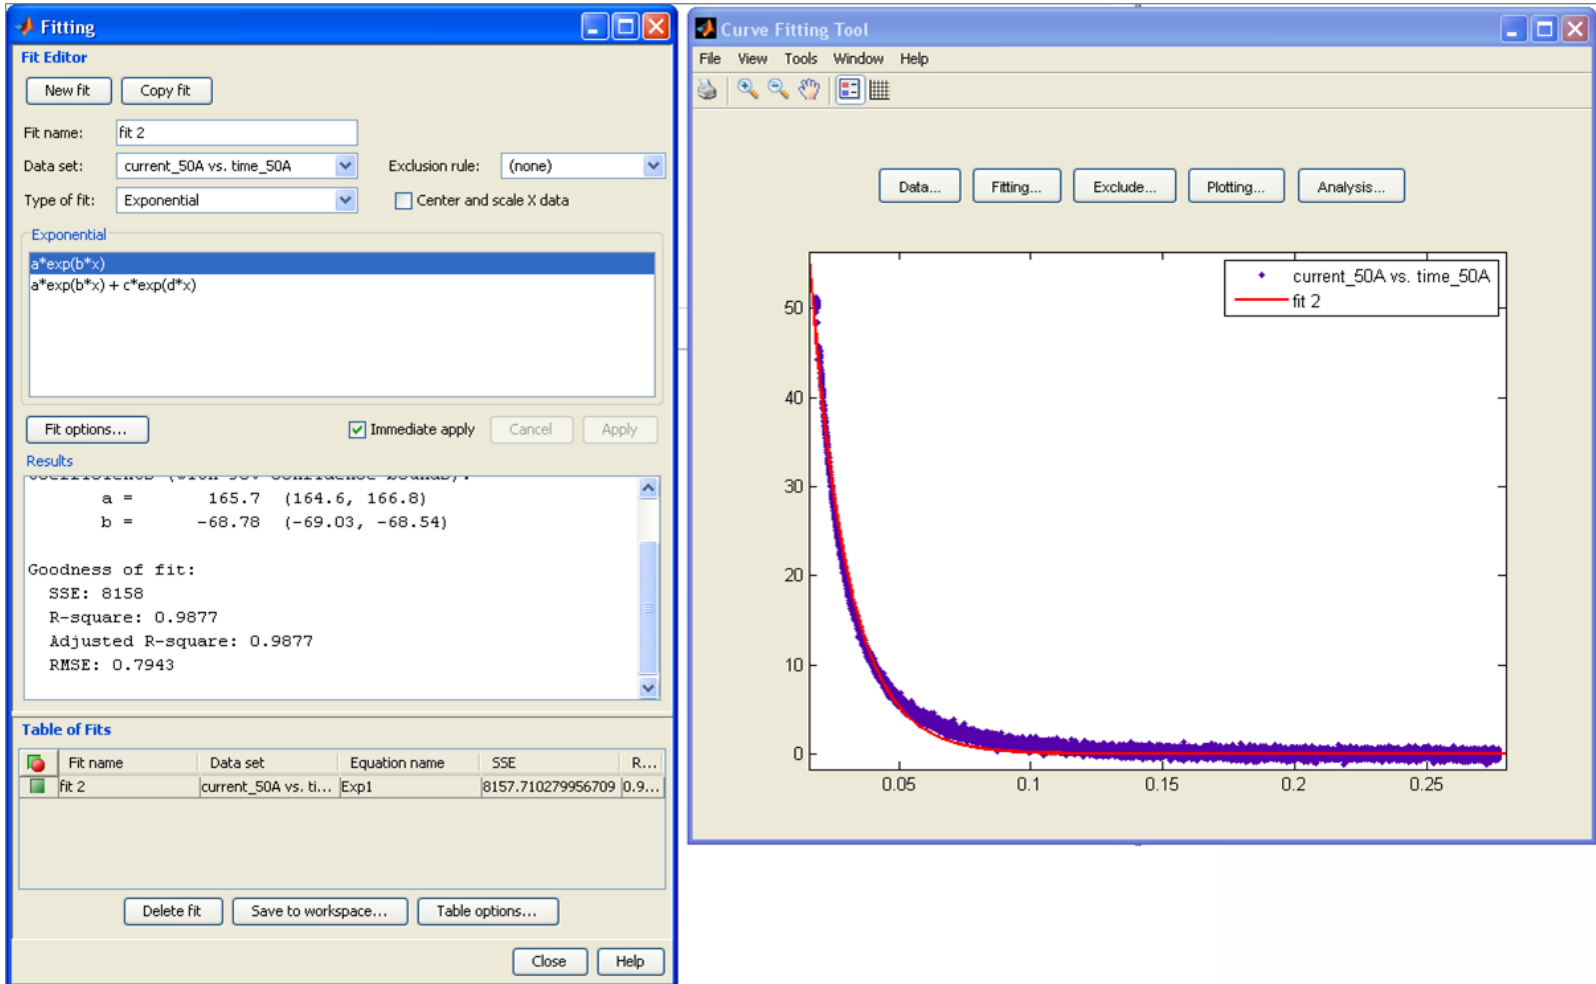 Fitting
Fit Editor
New fit Copy fit
Fit name: fit 2
Data set: current_50A vs. time_50A Exclusion rule: (none)
Type of fit: Exponential Center and scale X data
Exponential
a*exp(b*x)
a*exp(b*x) + c*exp(d*x)
Fit options... Immediate apply Cancel Apply
Results
a = 165.7 (164.6, 166.8)
b = -68.78 (-69.03, -68.54)
Goodness of fit:
SSE: 8158
R-square: 0.9877
Adjusted R-square: 0.9877
RMSE: 0.7943
Table of Fits
Fit name Data set Equation name SSE R...
fit 2 current_50A vs. ti... Exp1 8157.710279956709 0.9...
Delete fit Save to workspace... Table options...
Close Help
Curve Fitting Tool
File View Tools Window Help
Data... Fitting... Exclude... Plotting... Analysis...
current_50A vs. time_50A
fit 2
50
40
30
20
10
0
0.05 0.1 0.15 0.2 0.25